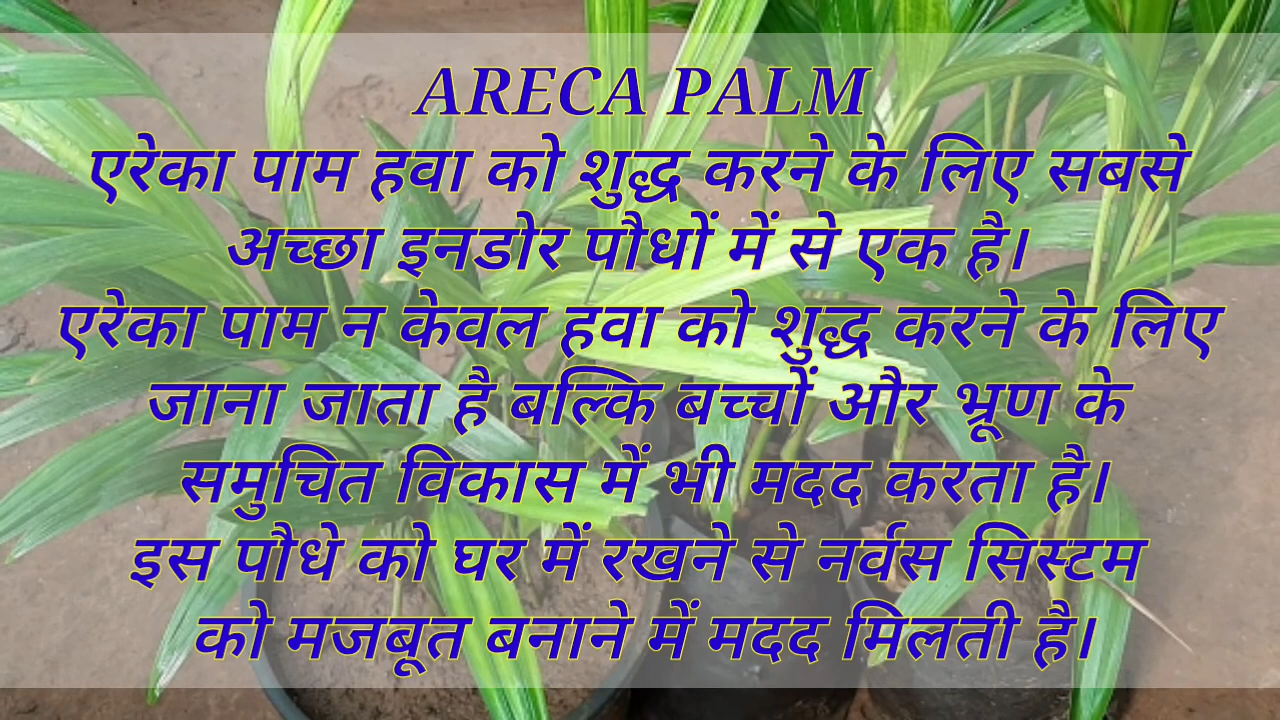 ARECA PALM
एरेका पाम हवा को शुद्ध करने के लिए सबसे
अच्छा इनडोर पौधों में से एक है।
एरेका पाम न केवल हवा को शुद्ध करने के लिए
जाना जाता है बल्कि बच्चों और भ्रूण के
समुचित विकास में भी मदद करता है।
इस पौधे को घर में रखने से नर्वस सिस्टम
को मजबूत बनाने में मदद मिलती है।